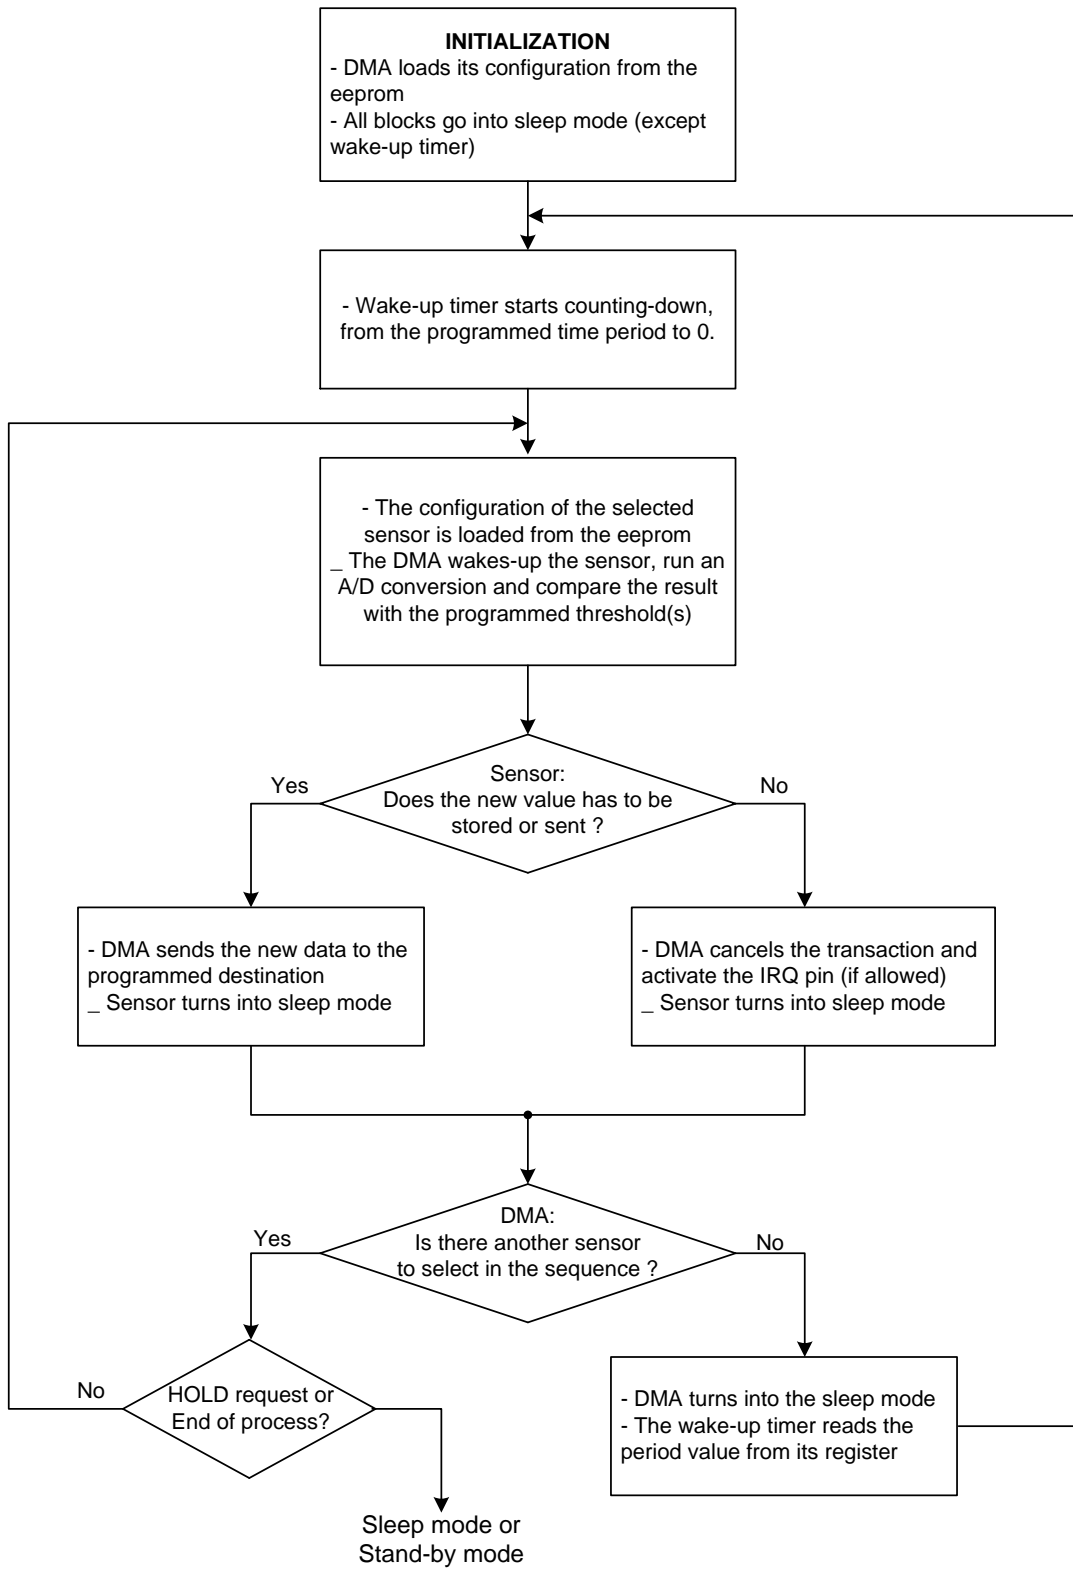 INITIALIZATION
- DMA loads its configuration from the
eeprom
- All blocks go into sleep mode (except
wake-up timer)
- Wake-up timer starts counting-down,
from the programmed time period to 0.
- The configuration of the selected
sensor is loaded from the eeprom
_ The DMA wakes-up the sensor, run an
A/D conversion and compare the result
with the programmed threshold(s)
Sensor:
Does the new value has to be
stored or sent ?
Yes
No
- DMA sends the new data to the
programmed destination
_ Sensor turns into sleep mode
- DMA cancels the transaction and
activate the IRQ pin (if allowed)
_ Sensor turns into sleep mode
DMA:
Is there another sensor
to select in the sequence ?
Yes
No
HOLD request or
End of process?
No
- DMA turns into the sleep mode
- The wake-up timer reads the
period value from its register
Sleep mode or
Stand-by mode